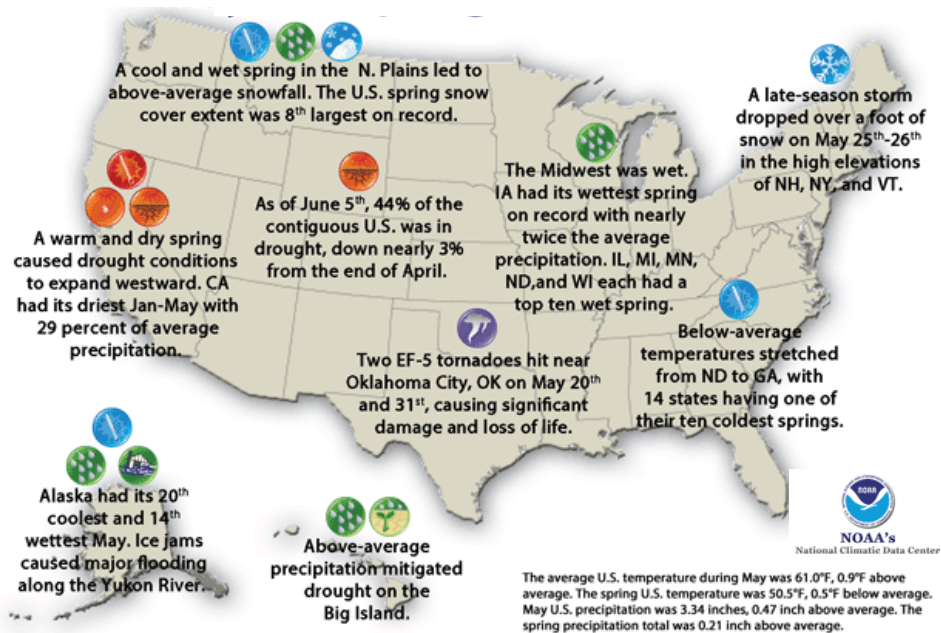 A cool and wet spring in the N. Plains led to
above-average snowfall. The U.S. spring snow
cover extent was 8th largest on record.
A late-season storm
dropped over a foot of
snow on May 25th-26th
in the high elevations
of NH, NY, and VT.
The Midwest was wet.
IA had its wettest spring
on record with nearly
twice the average
precipitation. IL, MI, MN,
ND,and WI each had a
top ten wet spring.
As of June 5th, 44% of the
contiguous U.S. was in
drought, down nearly 3%
from the end of April.
A warm and dry spring
caused drought conditions
to expand westward. CA
had its driest Jan-May with
29 percent of average
precipitation.
Below-average
temperatures stretched
from ND to GA, with
14 states having one of
their ten coldest springs.
Two EF-5 tornadoes hit near
Oklahoma City, OK on May 20th
and 31st, causing significant
damage and loss of life.
Alaska had its 20th
coolest and 14th
wettest May. Ice jams
caused major flooding
along the Yukon River.
Above-average
precipitation mitigated
drought on the
Big Island.
NOAA
NOAA's
National Climatic Data Center
The average U.S. temperature during May was 61.0°F, 0.9°F above
average. The spring U.S. temperature was 50.5°F, 0.5°F below average.
May U.S. precipitation was 3.34 inches, 0.47 inch above average. The
spring precipitation total was 0.21 inch above average.